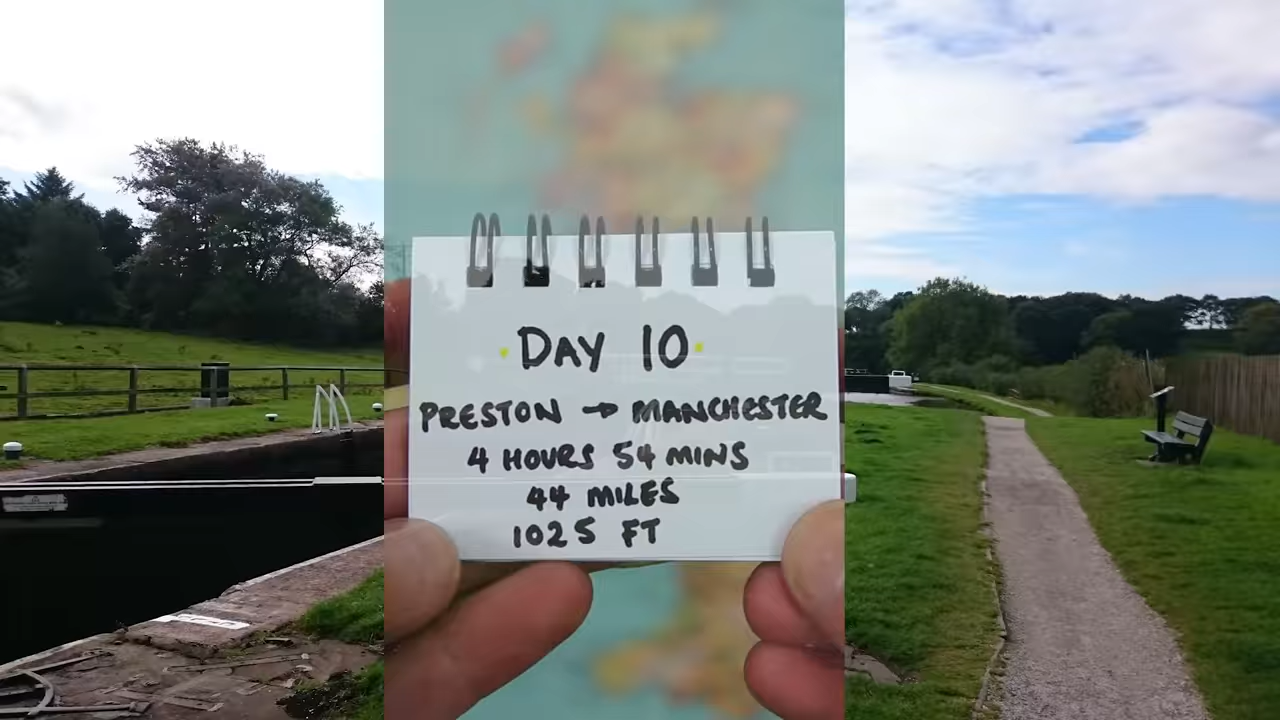 DAY 10
PRESTON → MANCHESTER
4 HOURS 54 MINS
44 MILES
1025 FT